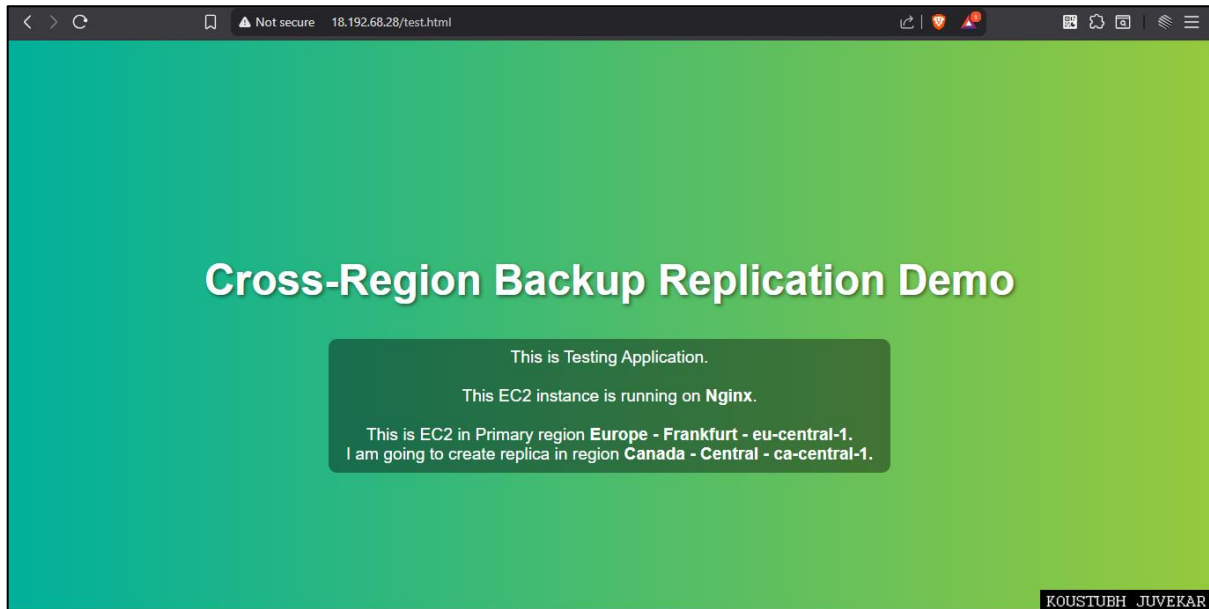 Not secure 18.192.68.28/test.html
Cross-Region Backup Replication Demo
This is Testing Application.
This EC2 instance is running on Nginx.
This is EC2 in Primary region Europe - Frankfurt - eu-central-1.
I am going to create replica in region Canada - Central - ca-central-1.
KOUSTUBH JUVEKAR